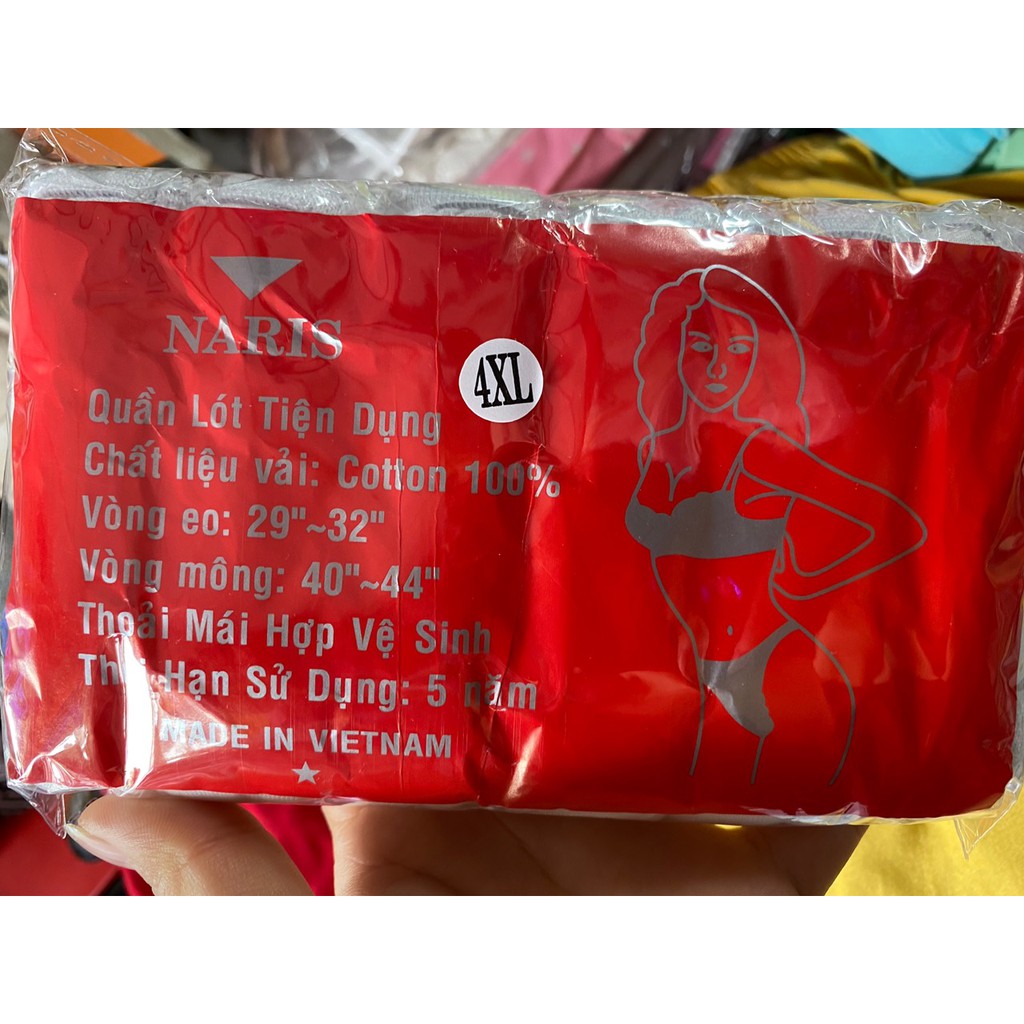 NARIS
4XL
Quần Lót Tiện Dụng
Chất liệu vải: Cotton 100%
Vòng eo: 29"~32"
Vòng mông: 40"~44"
Thoải Mái Hợp Vệ Sinh
Thời Hạn Sử Dụng: 5 năm
MADE IN VIETNAM